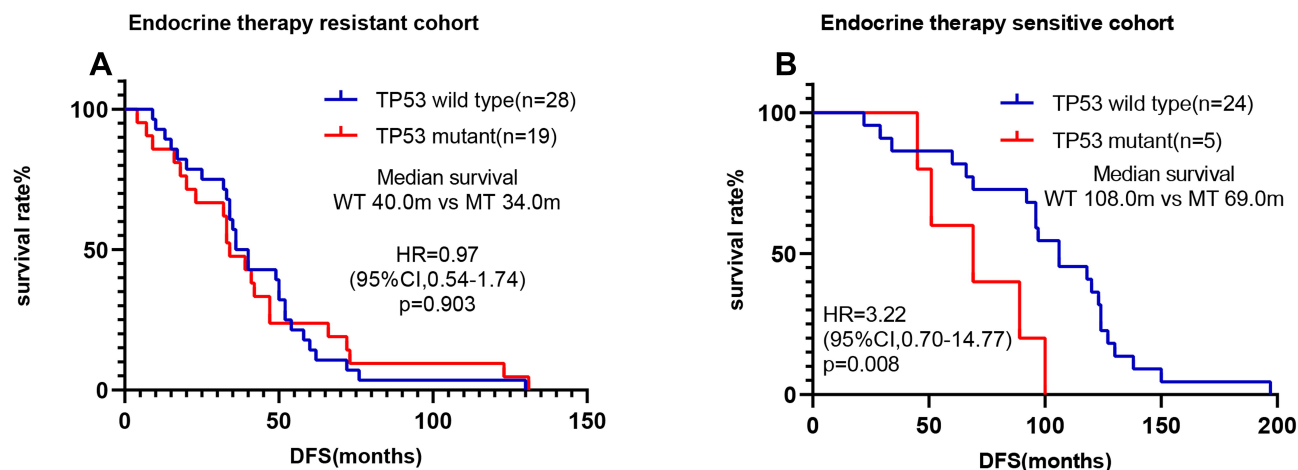 Endocrine therapy resistant cohort
A
TP53 wild type(n=28)
TP53 mutant(n=19)
Median survival
WT 40.0m vs MT 34.0m
HR=0.97
(95%CI,0.54-1.74)
p=0.903
survival rate%
100
50
0
0 50 100 150
DFS(months)
Endocrine therapy sensitive cohort
B
TP53 wild type(n=24)
TP53 mutant(n=5)
Median survival
WT 108.0m vs MT 69.0m
HR=3.22
(95%CI,0.70-14.77)
p=0.008
survival rate%
100
50
0
0 50 100 150 200
DFS(months)